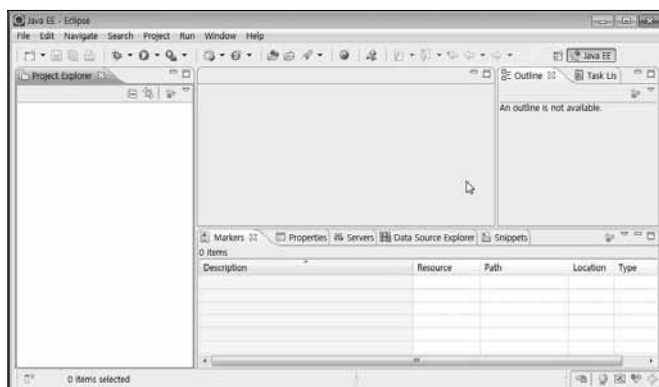 Java EE - Eclipse
File Edit Navigate Search Project Run Window Help
Java EE
Project Explorer
Outline Task Lis
An outline is not available.
Markers Properties Servers Data Source Explorer Snippets
0 items
Description Resource Path Location Type
0 items selected